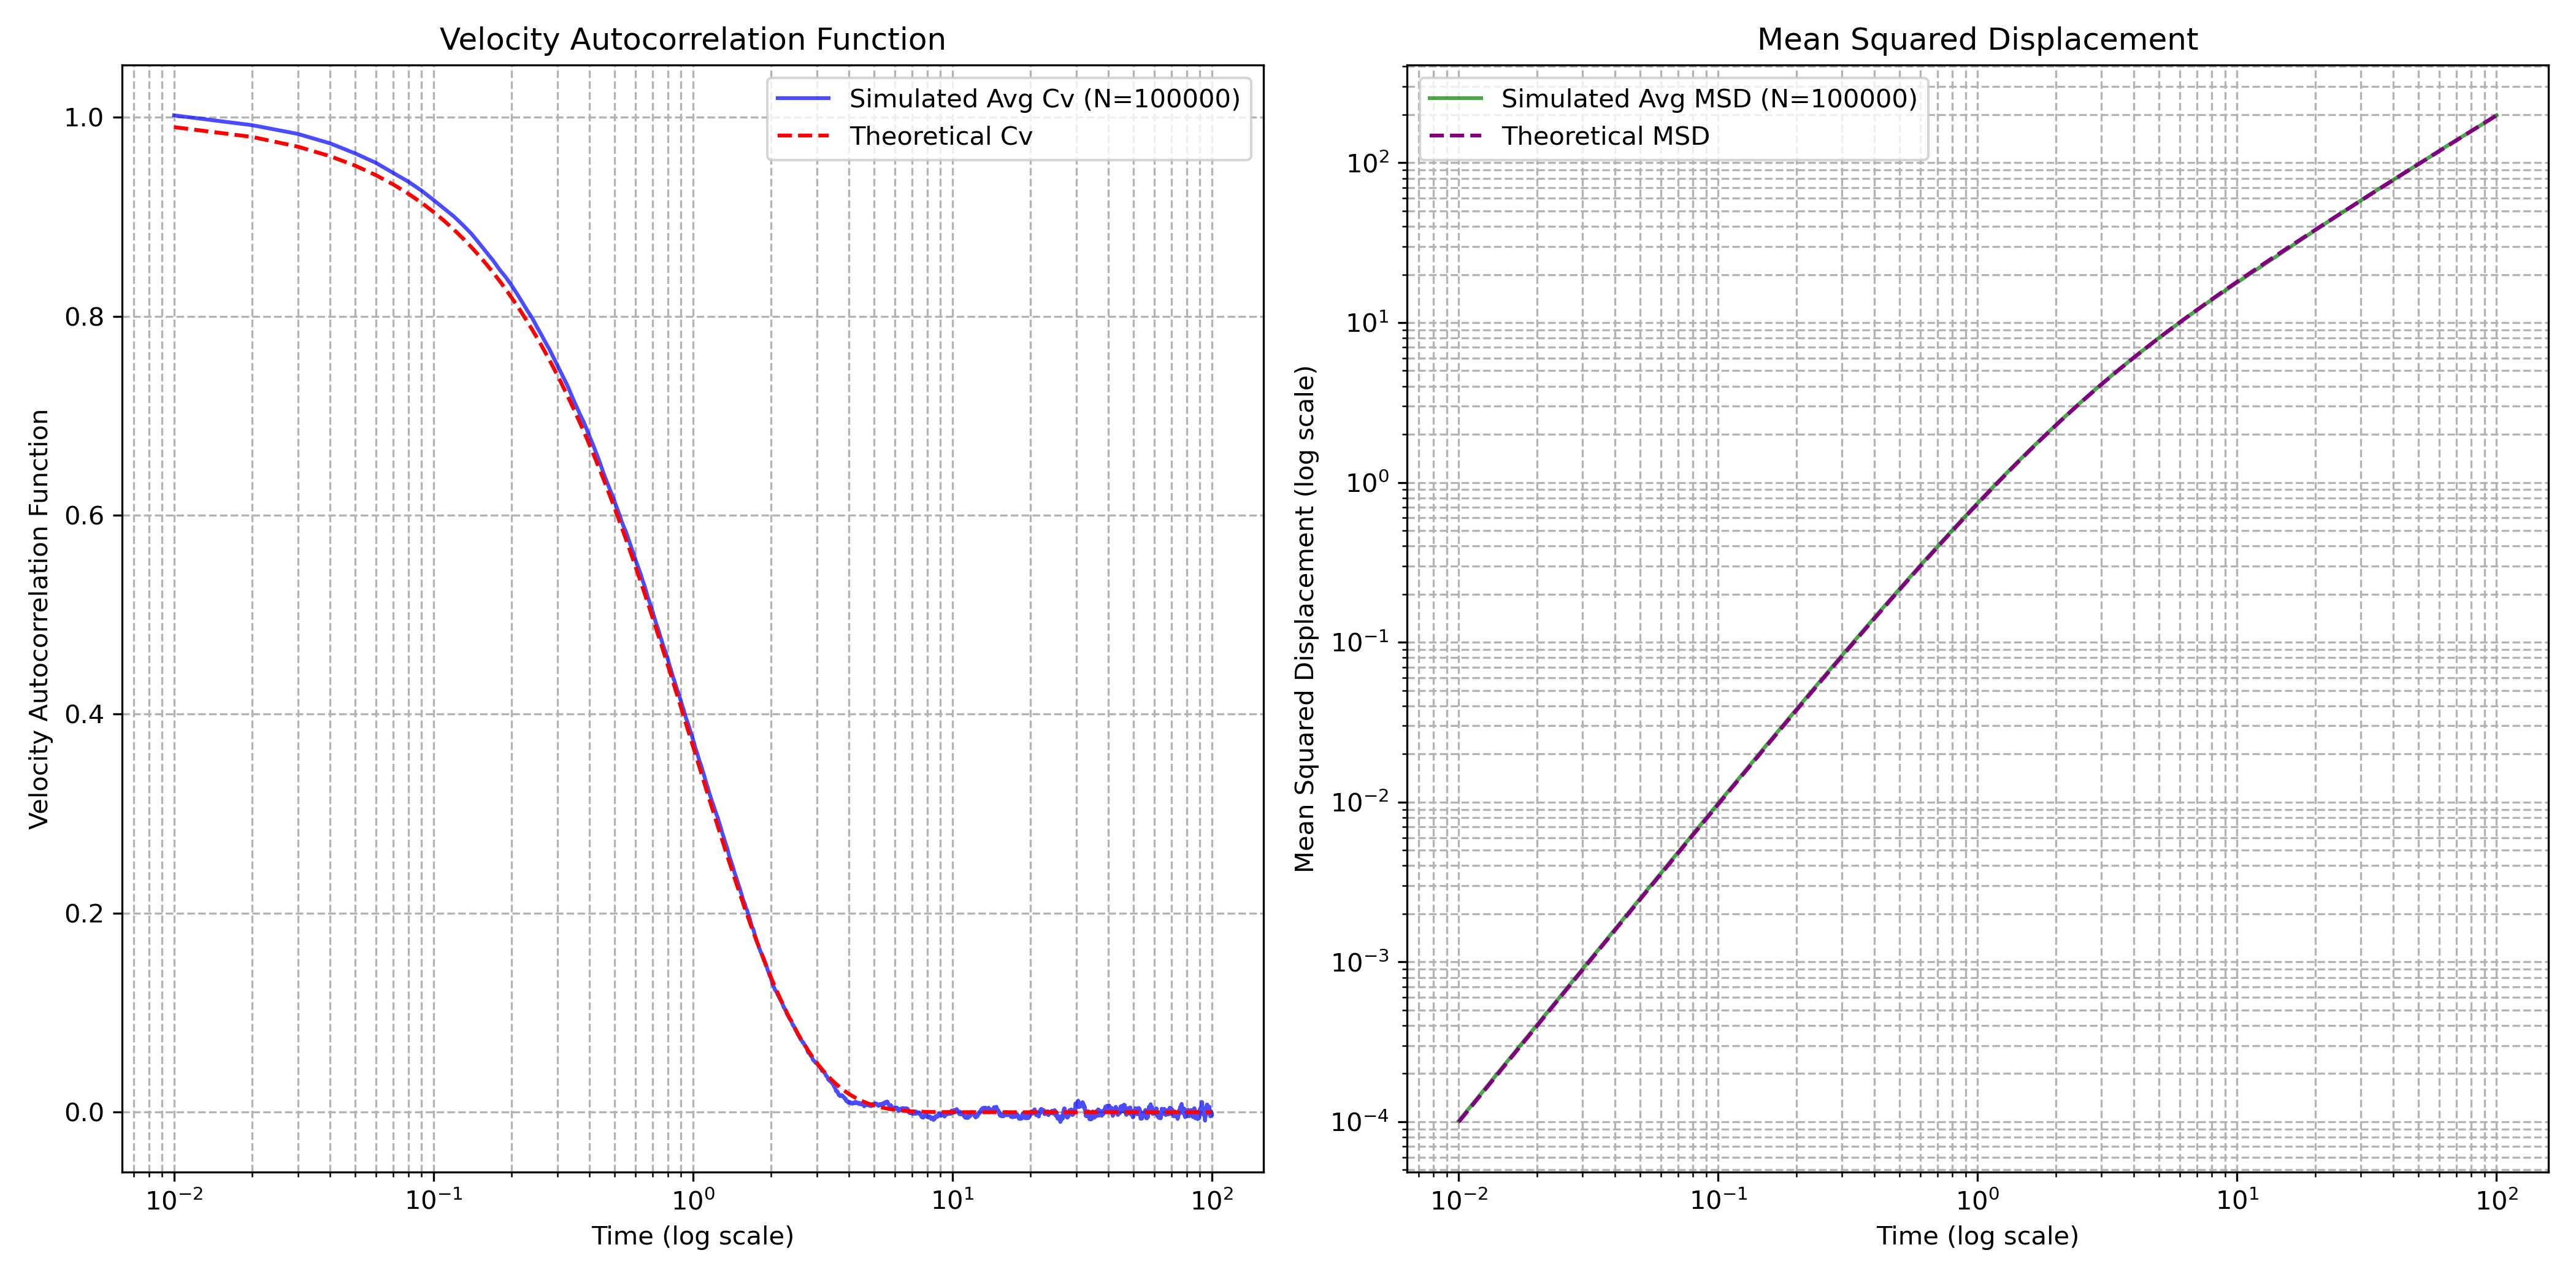 Velocity Autocorrelation Function
Simulated Avg Cv (N=100000)
Theoretical Cv
1.0
0.8
0.6
0.4
0.2
0.0
Velocity Autocorrelation Function
10⁻²
10⁻¹
10⁰
10¹
10²
Time (log scale)
Mean Squared Displacement
Simulated Avg MSD (N=100000)
Theoretical MSD
10²
10¹
10⁰
10⁻¹
10⁻²
10⁻³
10⁻⁴
Mean Squared Displacement (log scale)
10⁻²
10⁻¹
10⁰
10¹
10²
Time (log scale)